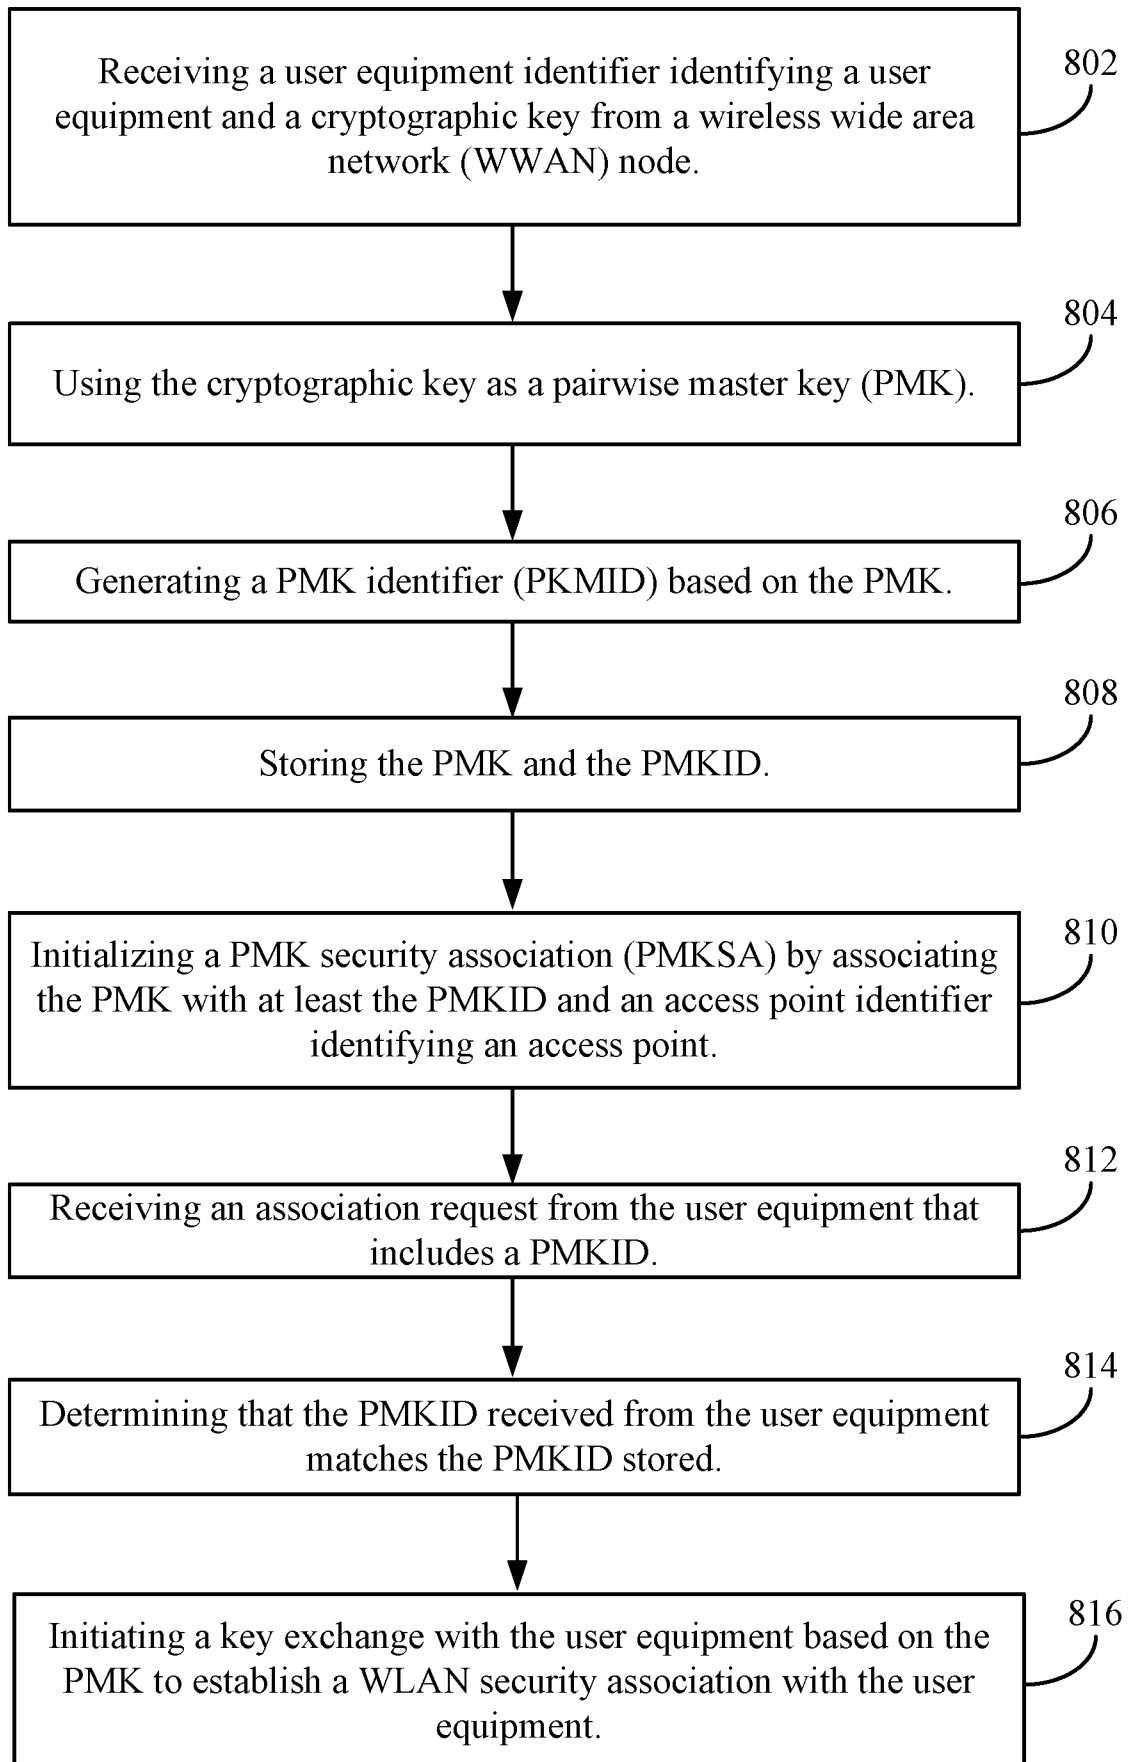 802
Receiving a user equipment identifier identifying a user
equipment and a cryptographic key from a wireless wide area
network (WWAN) node.
804
Using the cryptographic key as a pairwise master key (PMK).
806
Generating a PMK identifier (PKMID) based on the PMK.
808
Storing the PMK and the PMKID.
810
Initializing a PMK security association (PMKSA) by associating
the PMK with at least the PMKID and an access point identifier
identifying an access point.
812
Receiving an association request from the user equipment that
includes a PMKID.
814
Determining that the PMKID received from the user equipment
matches the PMKID stored.
816
Initiating a key exchange with the user equipment based on the
PMK to establish a WLAN security association with the user
equipment.